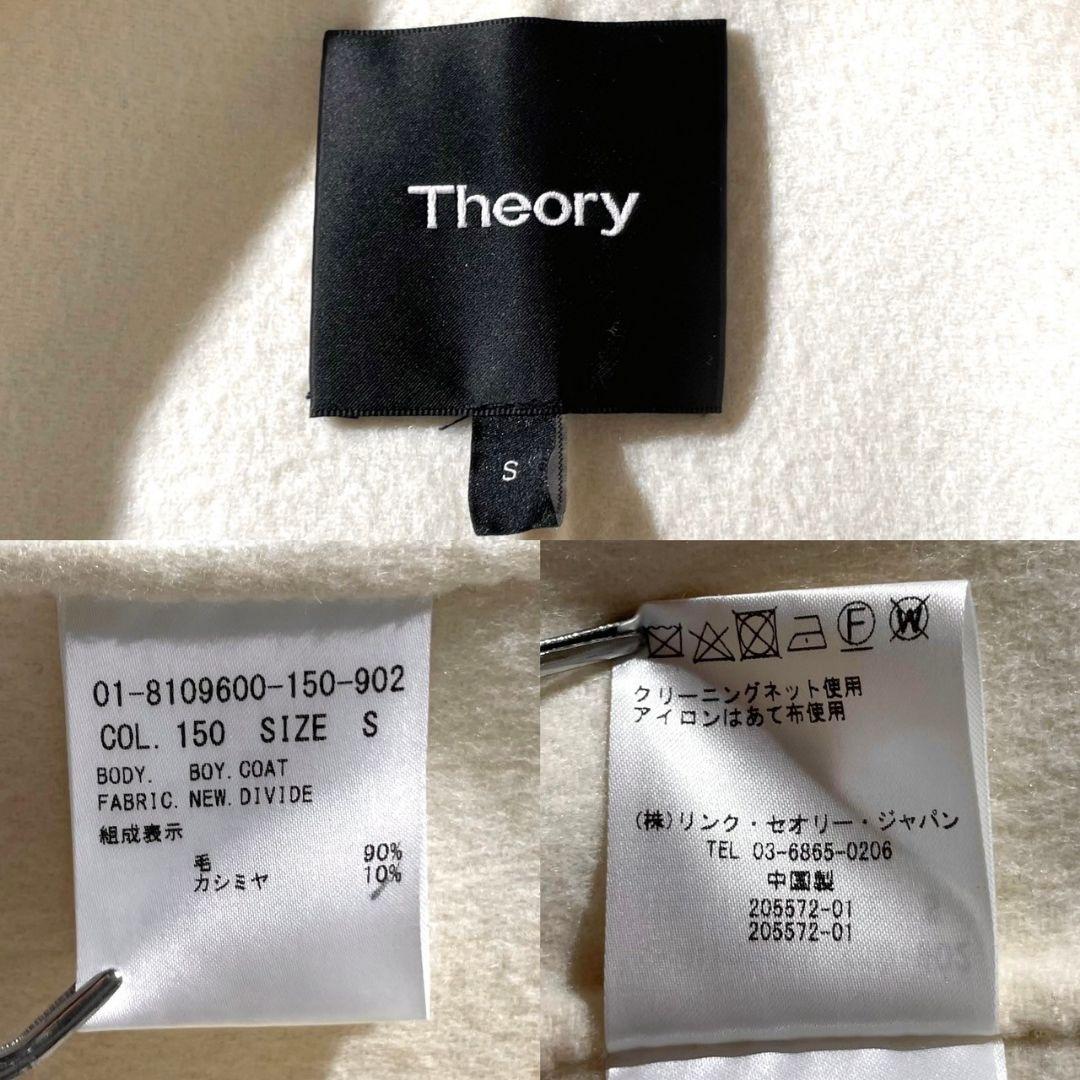 Theory
S
01-8109600-150-902
COL. 150 SIZE S
BODY. BOY. COAT
FABRIC. NEW. DIVIDE
組成表示
毛 90%
カシミヤ 10%
F W
クリーニングネット使用
アイロンはあて布使用
(株)リンク・セオリー・ジャパン
TEL 03-6865-0206
中国製
205572-01
205572-01